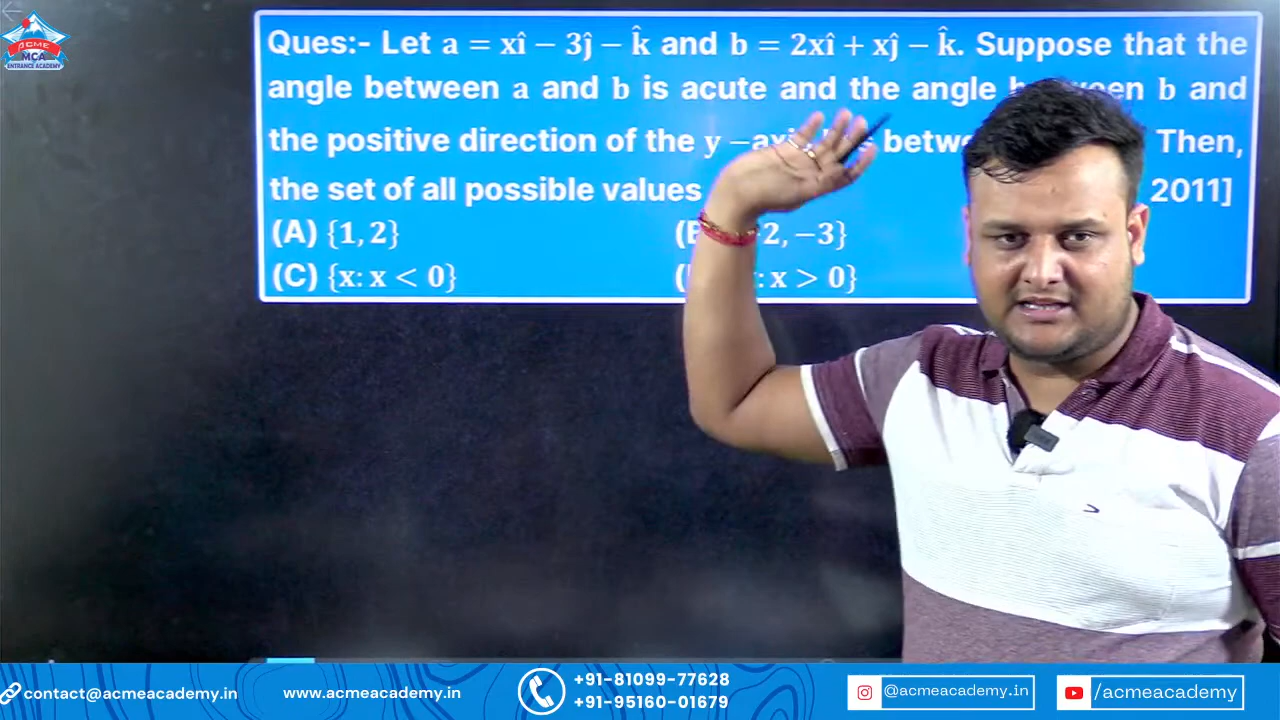 ACME
MCA
ENTRANCE ACADEMY
Ques:- Let a = xî − 3ĵ − k̂ and b = 2xî + xĵ − k̂. Suppose that the
angle between a and b is acute and the angle b and
the positive direction of the y − Then,
the set of all possible values 2011]
(A) {1, 2} 2, −3}
(C) {x: x < 0} : x > 0}
contact@acmeacademy.in www.acmeacademy.in +91-81099-77628 @acmeacademy.in /acmeacademy
+91-95160-01679